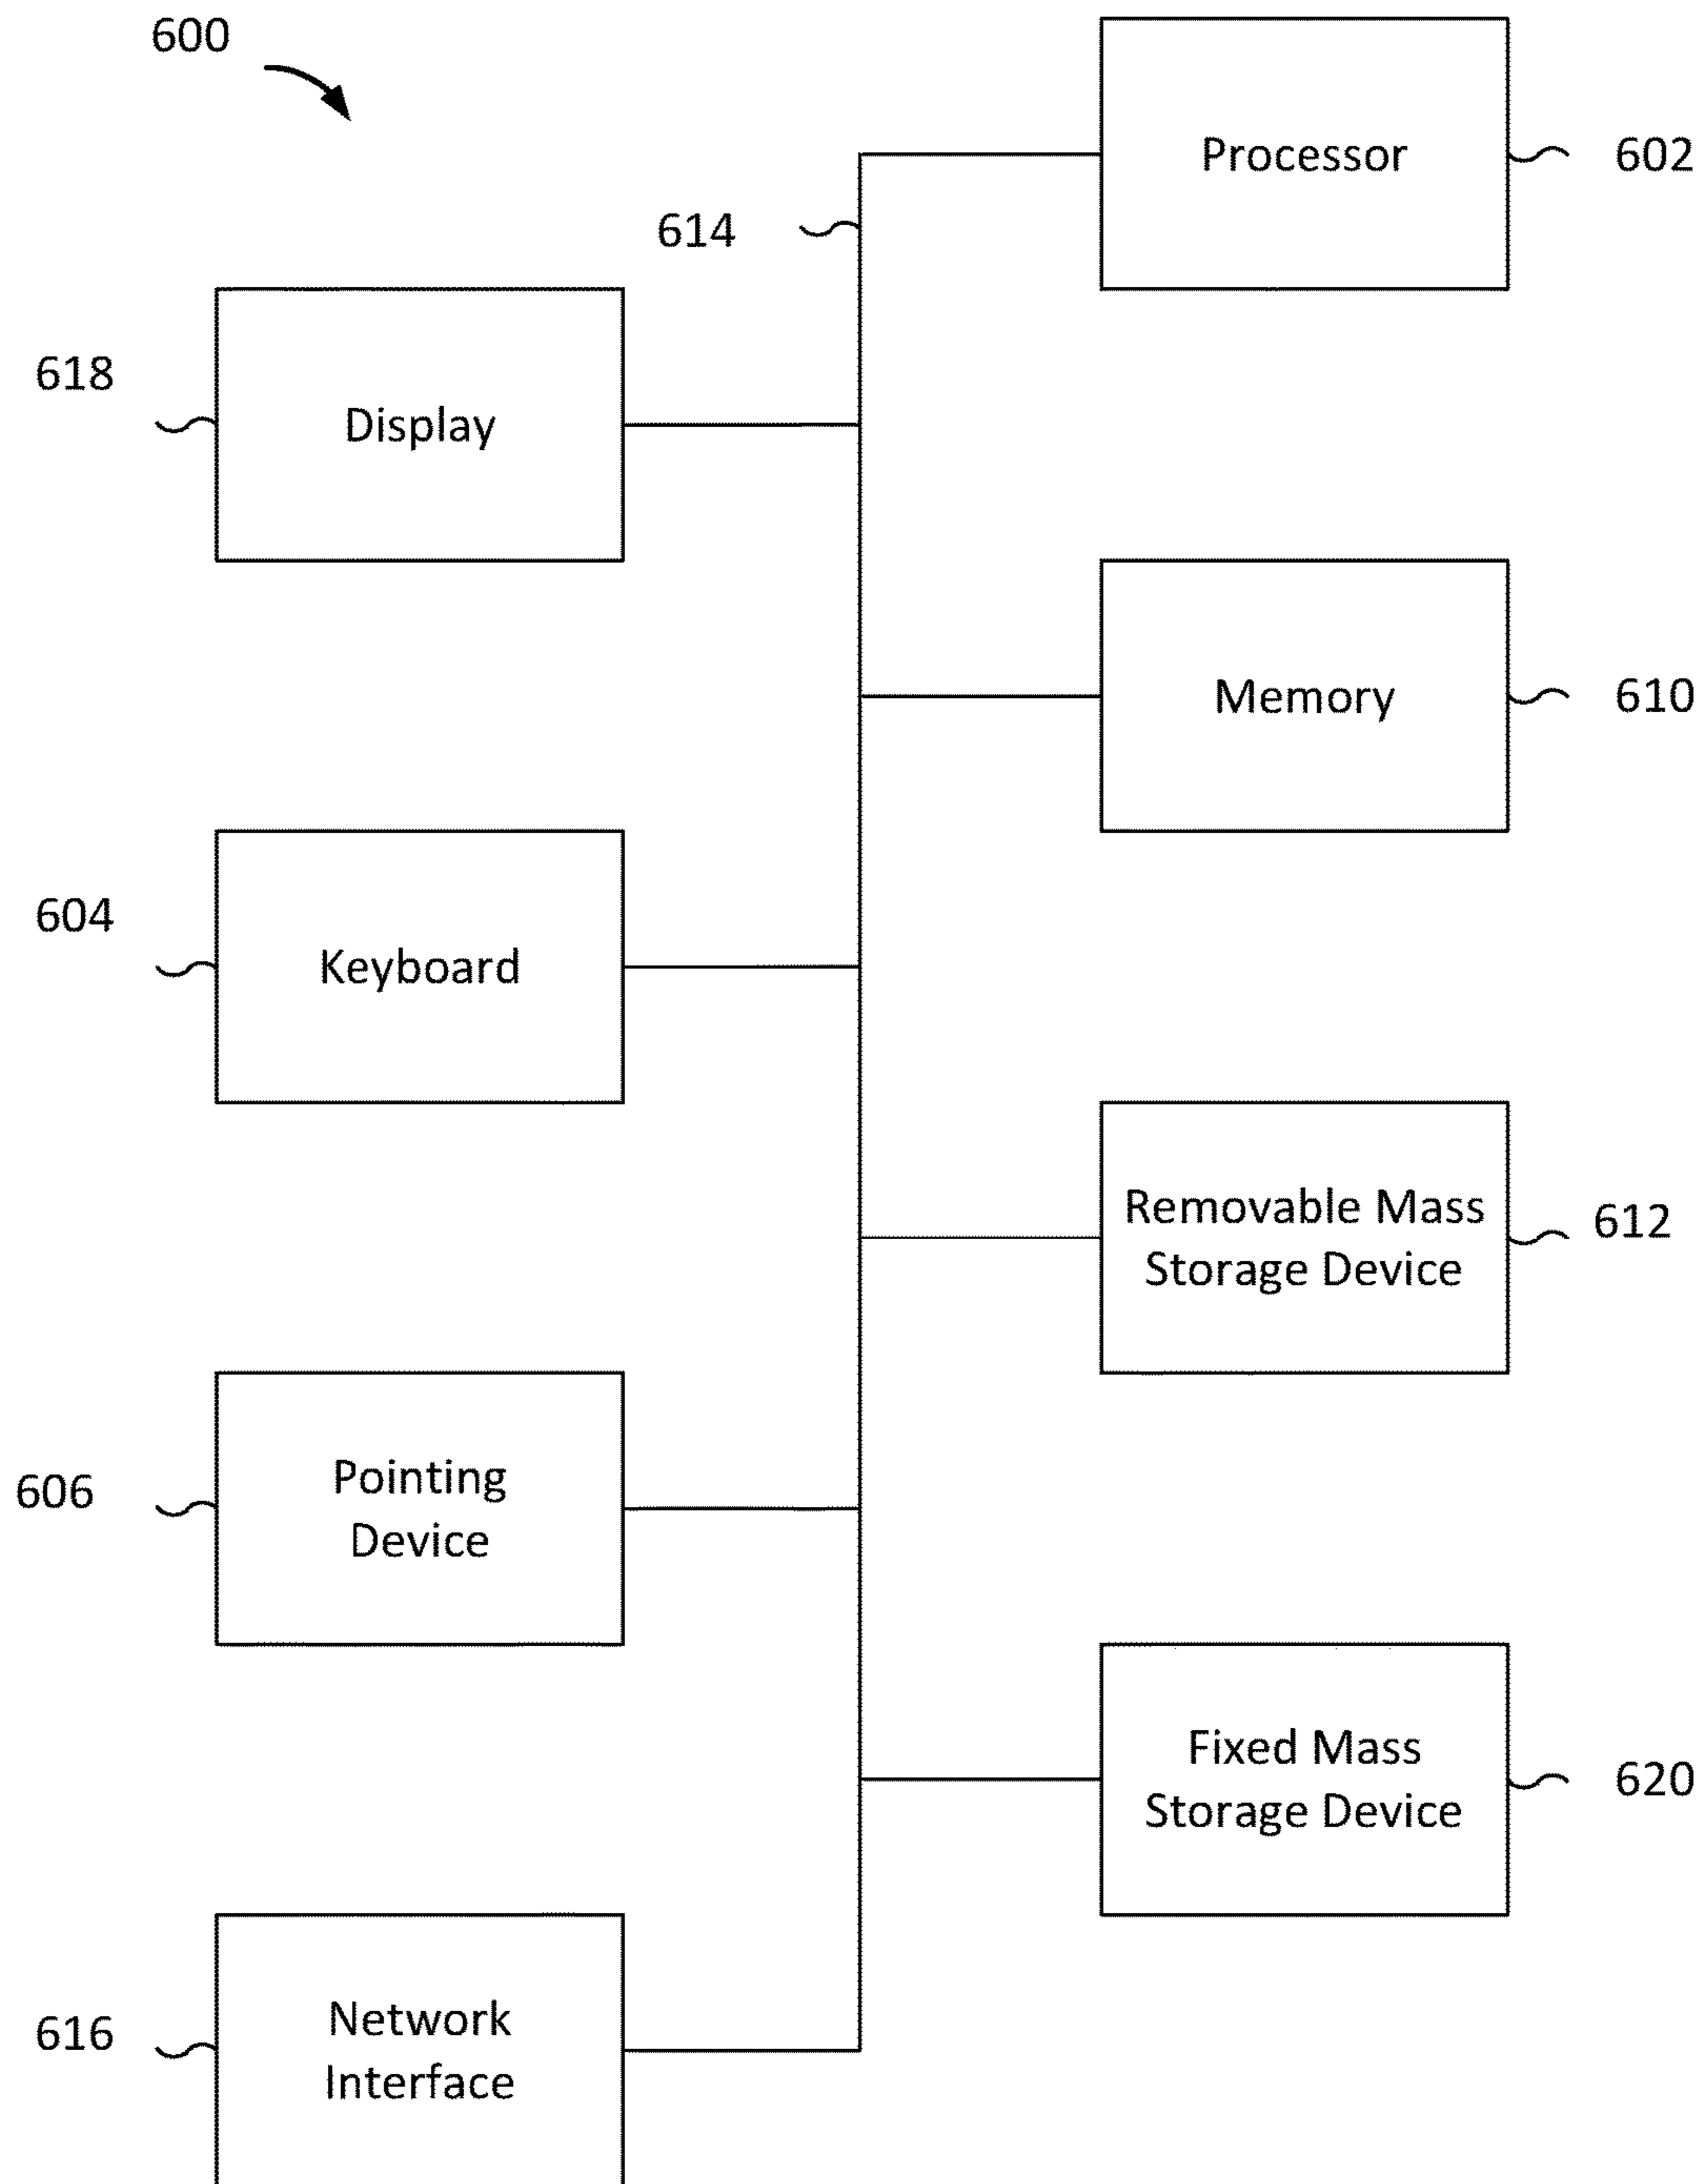 600
Processor
602
614
618
Display
Memory
610
604
Keyboard
Removable Mass
Storage Device
612
606
Pointing
Device
Fixed Mass
Storage Device
620
616
Network
Interface